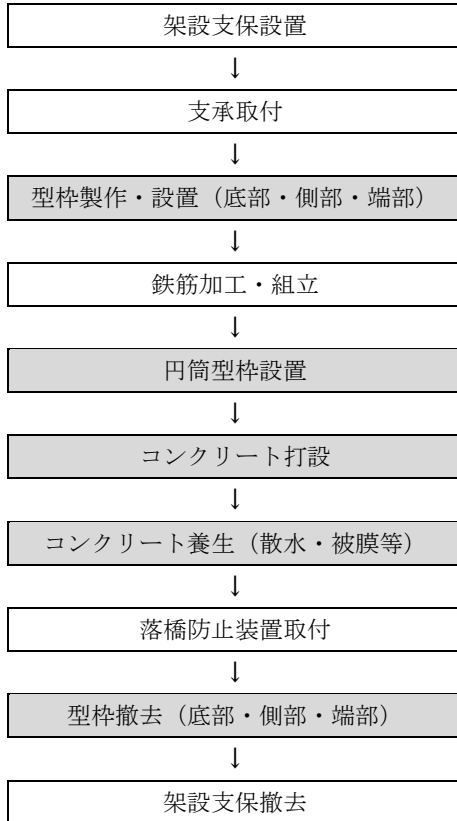 架設支保設置
↓
支承取付
↓
型枠製作・設置（底部・側部・端部）
↓
鉄筋加工・組立
↓
円筒型枠設置
↓
コンクリート打設
↓
コンクリート養生（散水・被膜等）
↓
落橋防止装置取付
↓
型枠撤去（底部・側部・端部）
↓
架設支保撤去